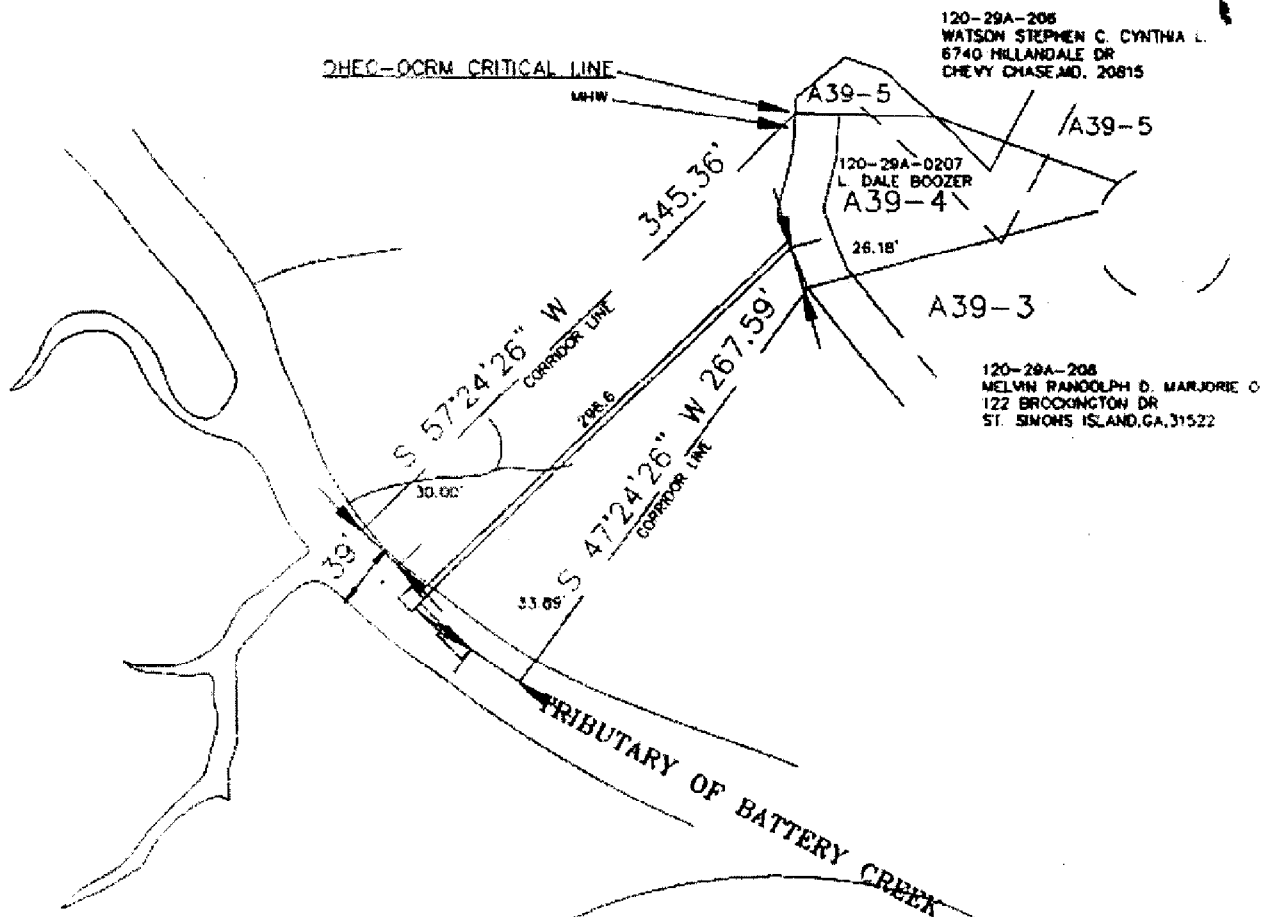 120-29A-206
WATSON STEPHEN C. CYNTHIA L.
6740 HILLANDALE DR
CHEVY CHASE,MD. 20815
DHEC-OCRM CRITICAL LINE
MHW
A39-5
/A39-5
120-29A-0207
L. DALE BOOZER
A39-4
26.18'
A39-3
120-29A-208
MELVIN RANDOLPH D. MARJORIE C
122 BROCKINGTON DR
ST. SIMONS ISLAND,GA,31522
S 57°24'26" W 345.36'
CORRIDOR LINE
298.6
S 47°24'26" W 267.59'
CORRIDOR LINE
30.00'
39'
33.89'
TRIBUTARY OF BATTERY CREEK